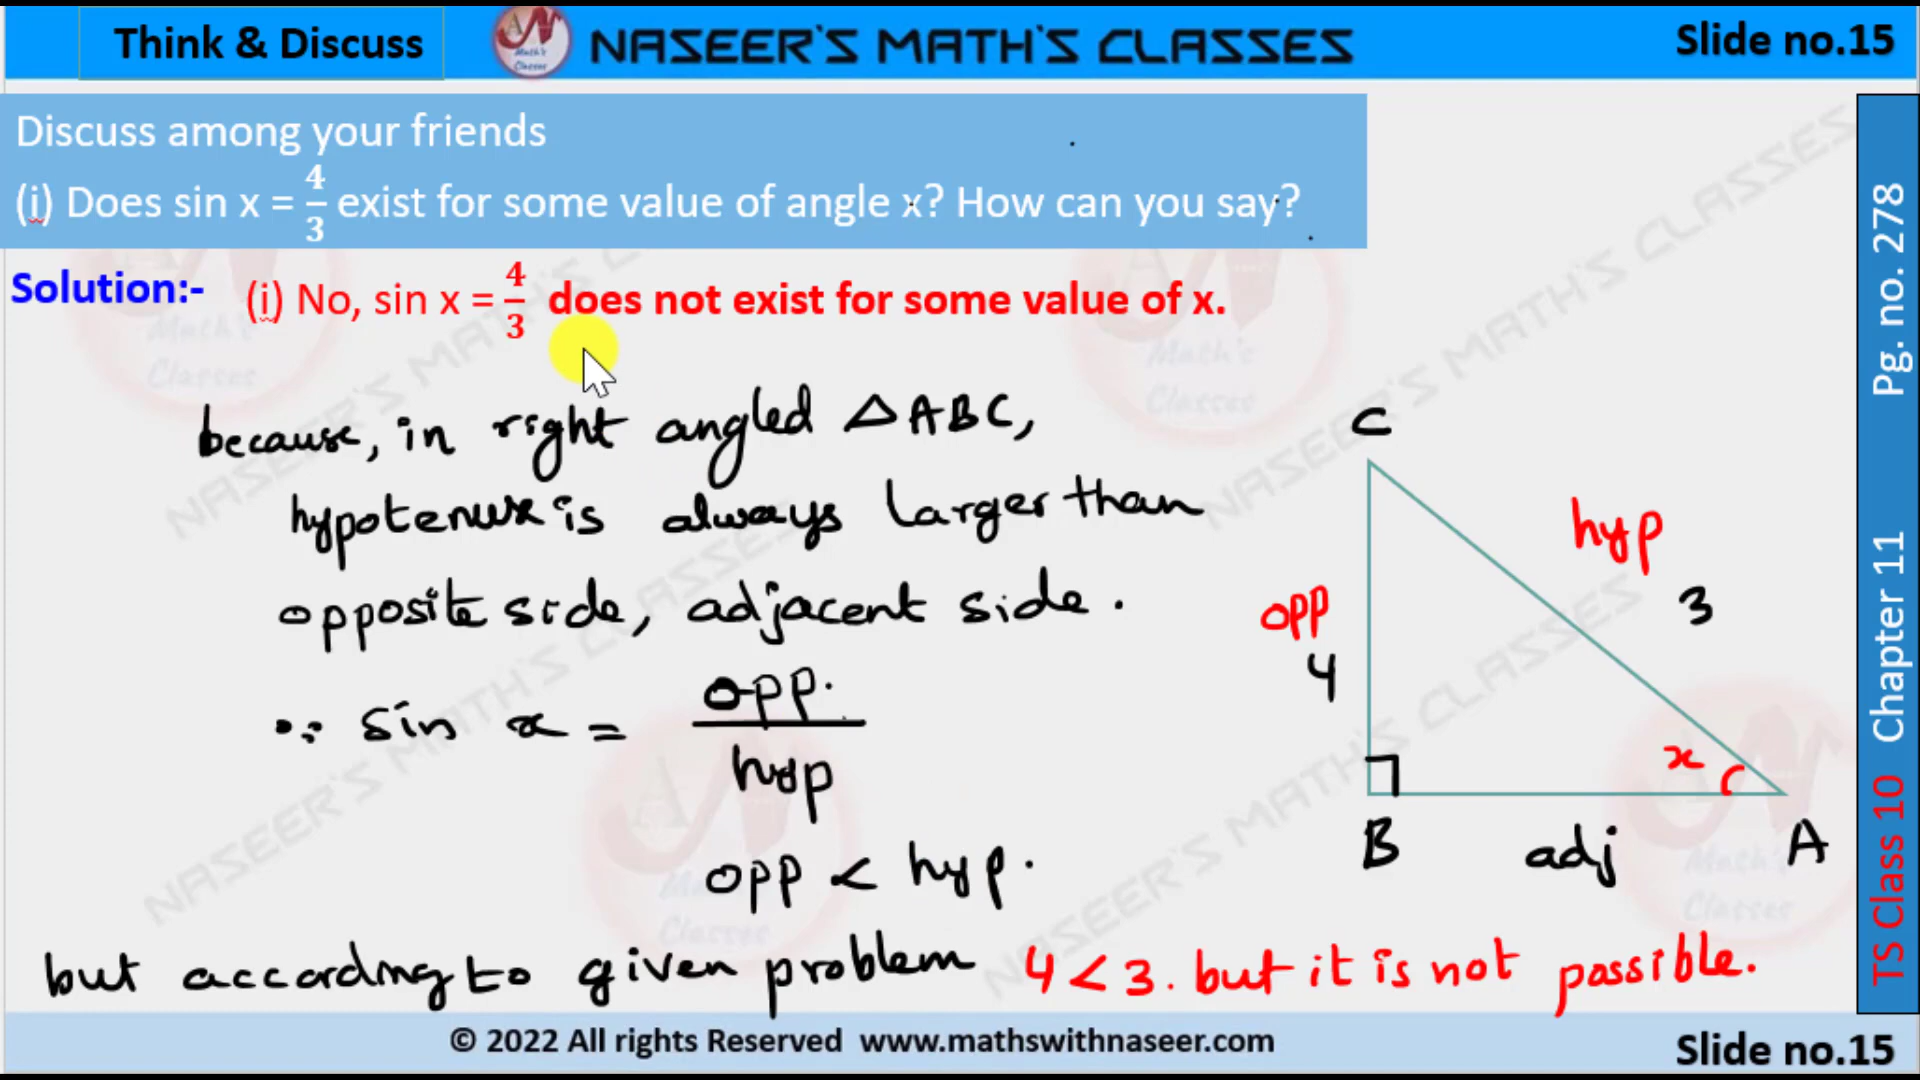 Think & Discuss
NASEER'S MATH'S CLASSES
Slide no.15
Discuss among your friends
(i) Does sin x = 4/3 exist for some value of angle x? How can you say?
Solution:- (i) No, sin x = 4/3 does not exist for some value of x.
because, in right angled △ABC,
hypotenuse is always larger than
opposite side, adjacent side.
∵ sin x = opp./hyp
opp < hyp.
but according to given problem 4 < 3. but it is not possible.
C
hyp
3
opp
4
x
B
adj
A
Pg. no. 278
Chapter 11
TS Class 10
© 2022 All rights Reserved www.mathswithnaseer.com
Slide no.15